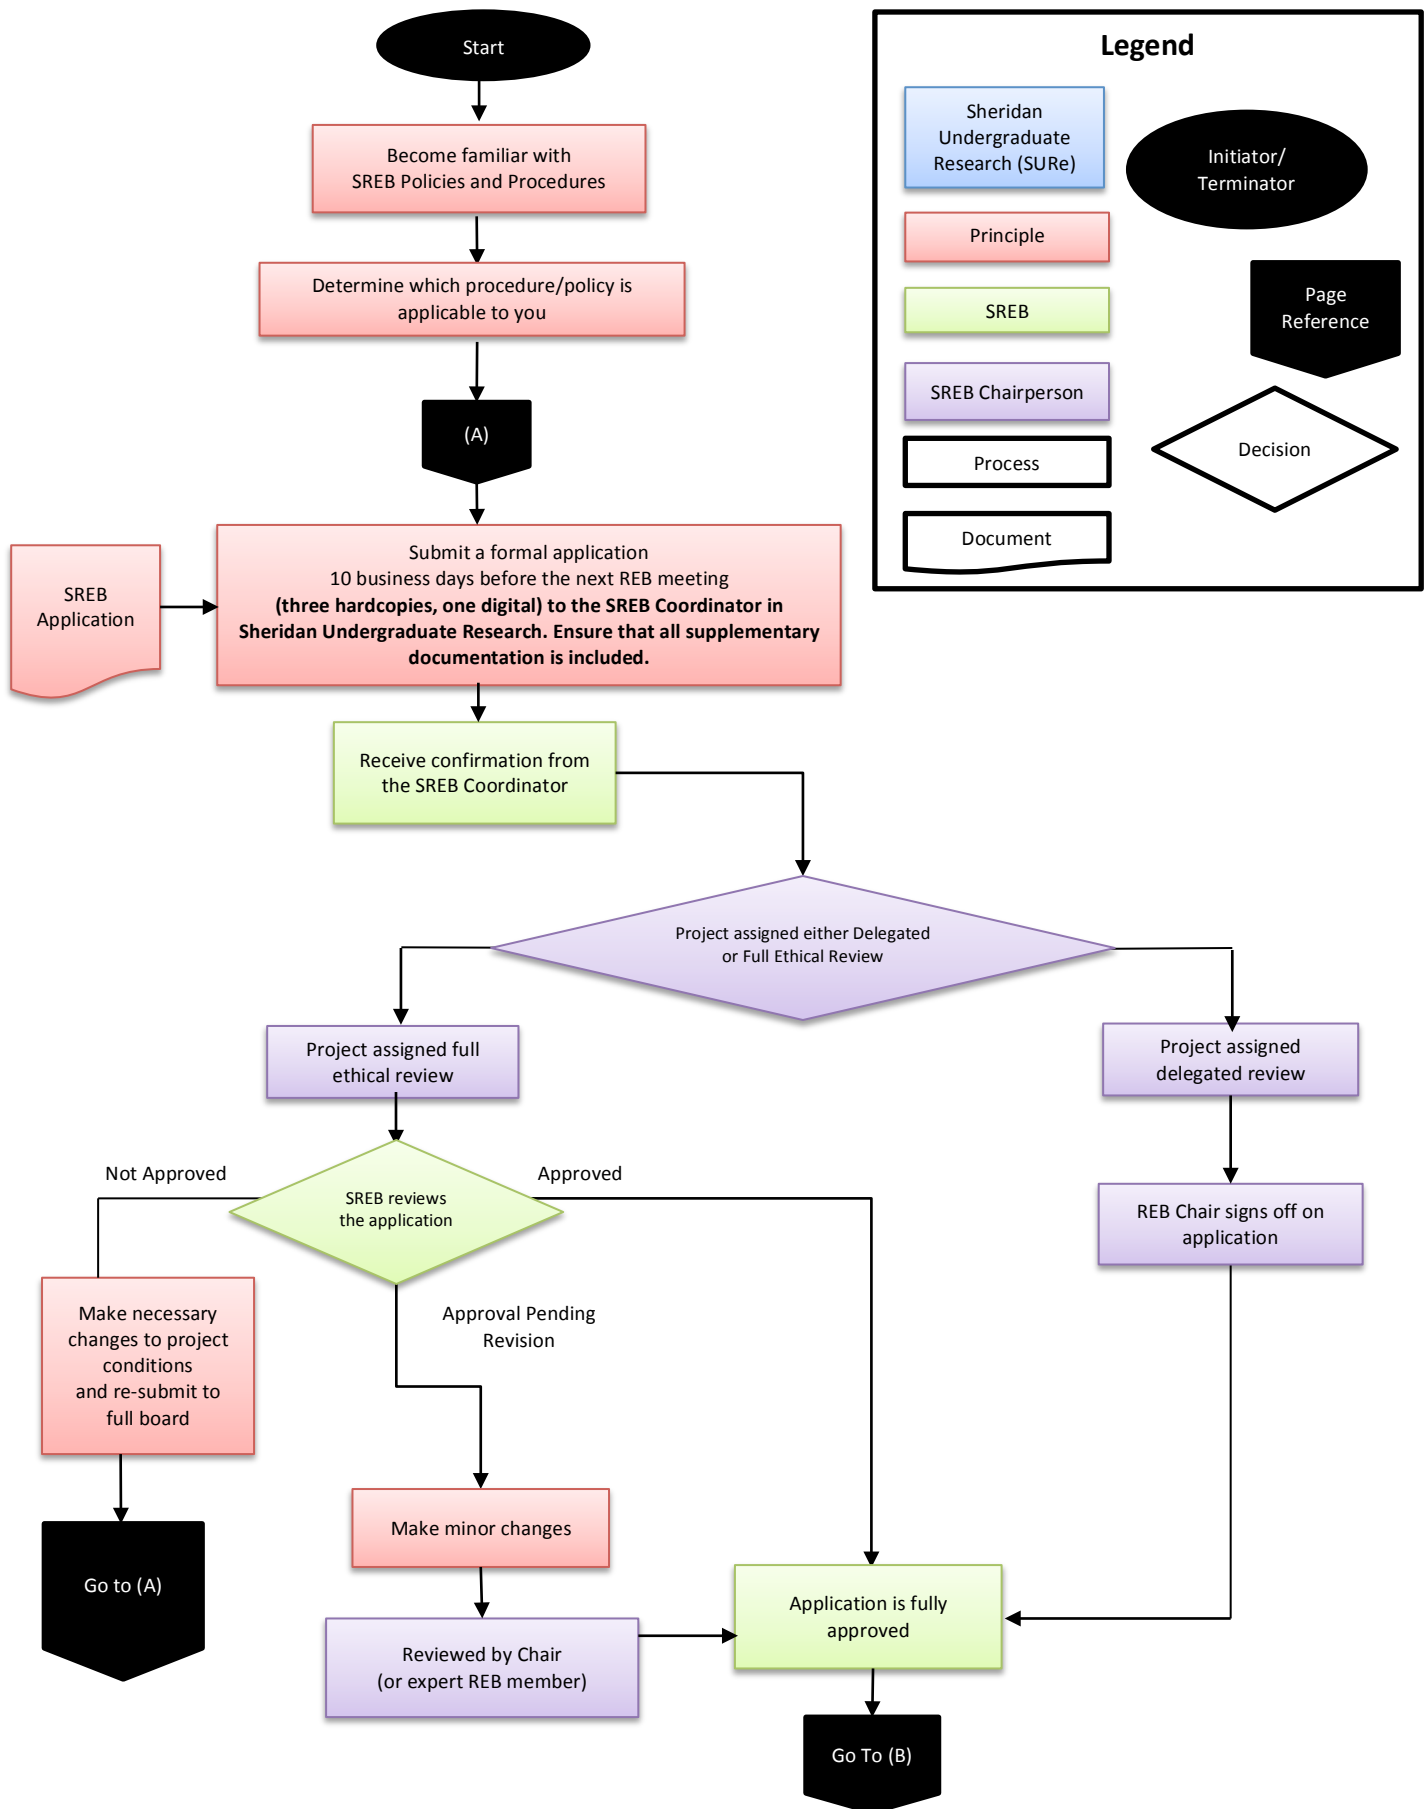 Start
Become familiar with
SREB Policies and Procedures
Determine which procedure/policy is
applicable to you
(A)
SREB
Application
Submit a formal application
10 business days before the next REB meeting
(three hardcopies, one digital) to the SREB Coordinator in
Sheridan Undergraduate Research. Ensure that all supplementary
documentation is included.
Receive confirmation from
the SREB Coordinator
Project assigned either Delegated
or Full Ethical Review
Project assigned full
ethical review
Project assigned
delegated review
Not Approved
Approved
SREB reviews
the application
REB Chair signs off on
application
Approval Pending
Revision
Make necessary
changes to project
conditions
and re-submit to
full board
Make minor changes
Go to (A)
Reviewed by Chair
(or expert REB member)
Application is fully
approved
Go To (B)
Legend
Sheridan
Undergraduate
Research (SURe)
Initiator/
Terminator
Principle
Page
Reference
SREB
SREB Chairperson
Process
Decision
Document